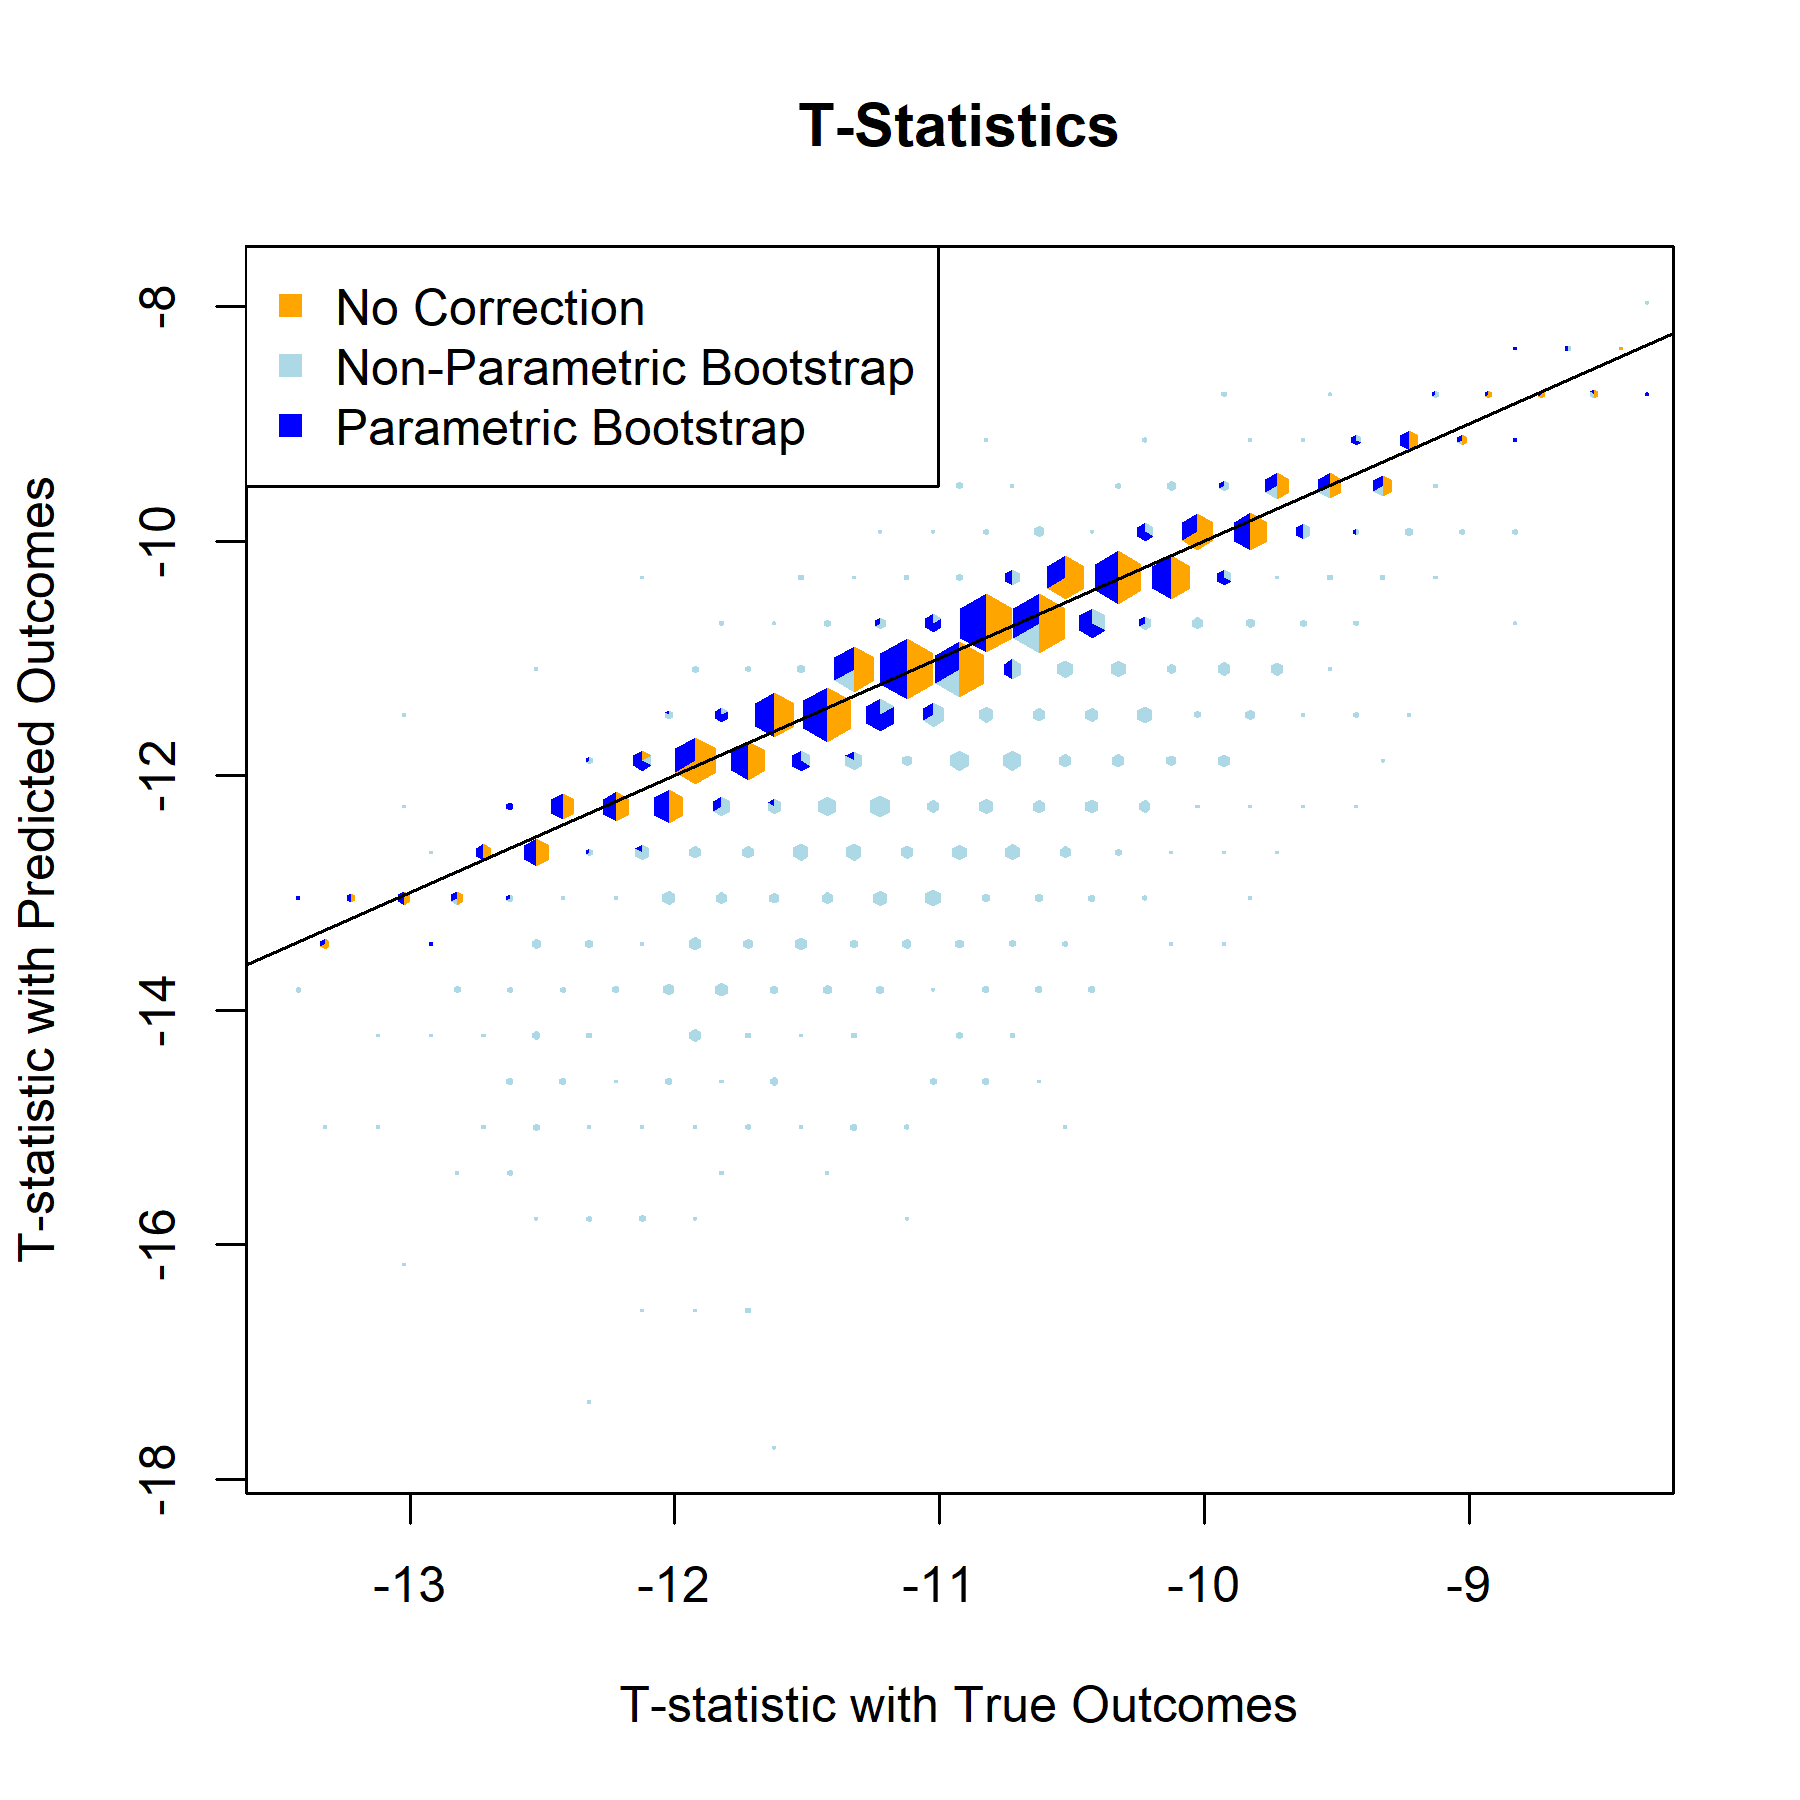 T-Statistics
No Correction
Non-Parametric Bootstrap
Parametric Bootstrap
T-statistic with Predicted Outcomes
-8
-10
-12
-14
-16
-18
-13
-12
-11
-10
-9
T-statistic with True Outcomes